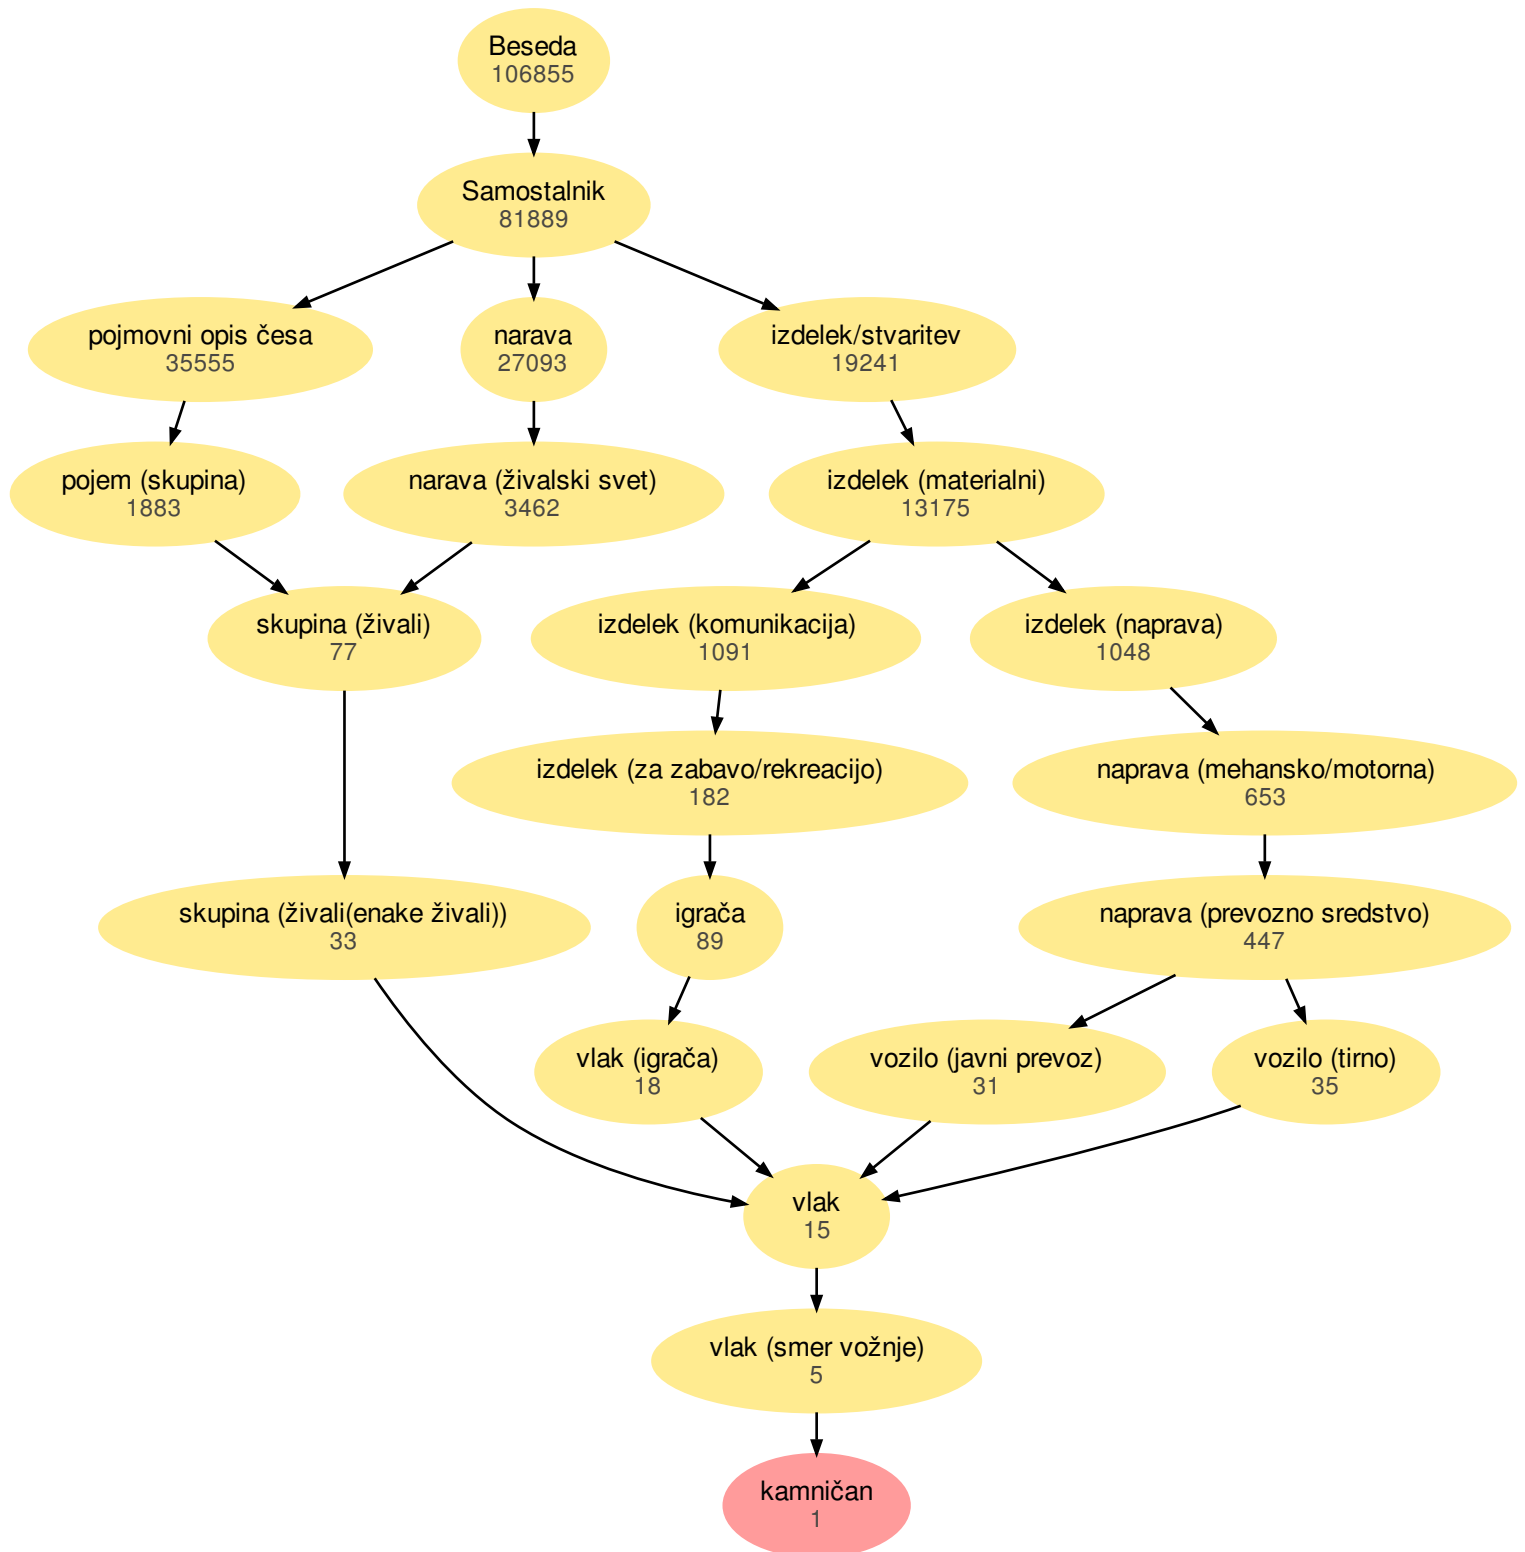 Beseda
106855
Samostalnik
81889
pojmovni opis česa
35555
narava
27093
izdelek/stvaritev
19241
pojem (skupina)
1883
narava (živalski svet)
3462
izdelek (materialni)
13175
skupina (živali)
77
izdelek (komunikacija)
1091
izdelek (naprava)
1048
izdelek (za zabavo/rekreacijo)
182
naprava (mehansko/motorna)
653
skupina (živali(enake živali))
33
igrača
89
naprava (prevozno sredstvo)
447
vlak (igrača)
18
vozilo (javni prevoz)
31
vozilo (tirno)
35
vlak
15
vlak (smer vožnje)
5
kamničan
1